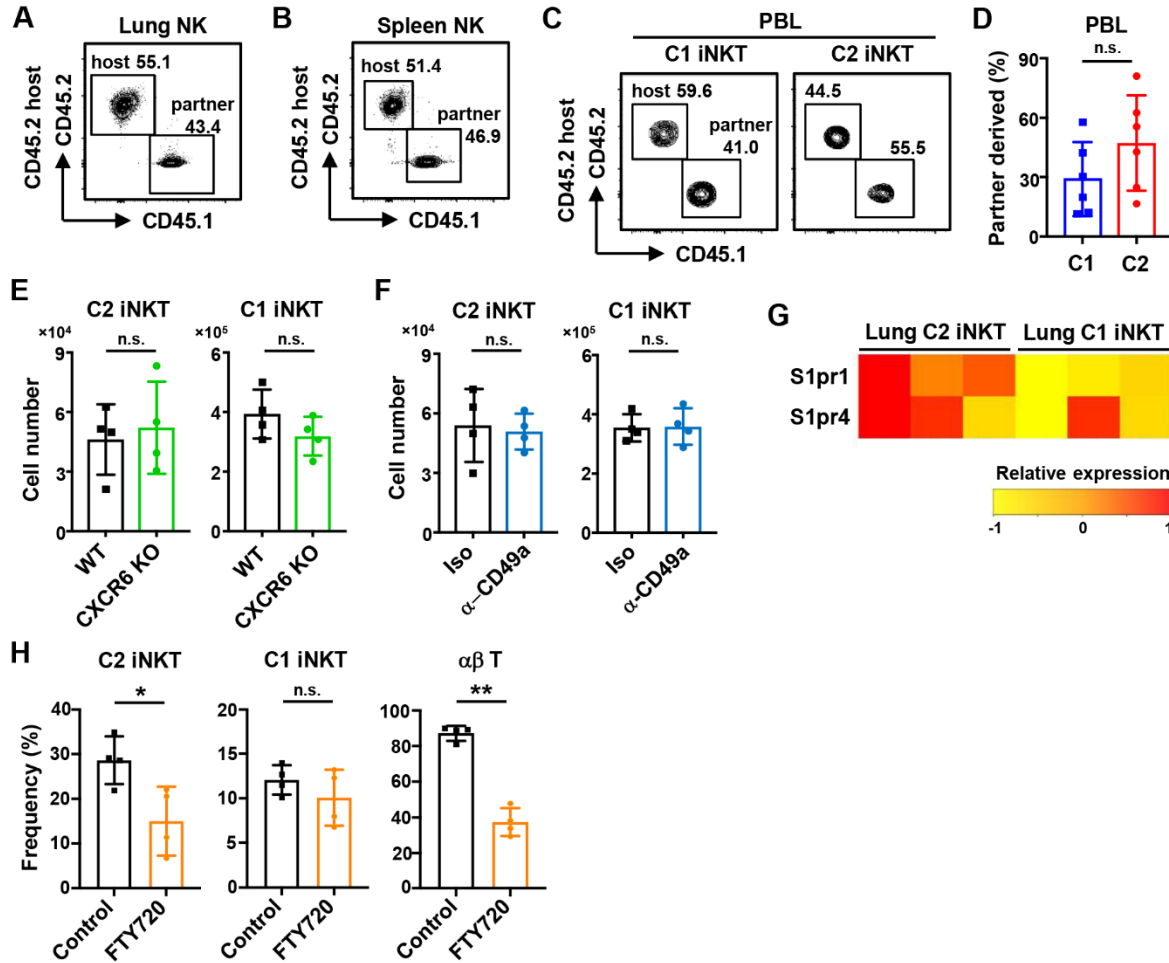 A
Lung NK
CD45.2 host
CD45.2
host 55.1
partner
43.4
CD45.1
B
Spleen NK
CD45.2 host
CD45.2
host 51.4
partner
46.9
CD45.1
C
PBL
C1 iNKT
C2 iNKT
CD45.2 host
CD45.2
host 59.6
partner
41.0
44.5
55.5
CD45.1
D
PBL
n.s.
Partner derived (%)
90
60
30
0
C1
C2
E
C2 iNKT
C1 iNKT
×10⁴
n.s.
×10⁵
n.s.
Cell number
9
6
3
0
6
4
2
0
WT
CXCR6 KO
WT
CXCR6 KO
F
C2 iNKT
C1 iNKT
×10⁴
n.s.
×10⁵
n.s.
Cell number
9
6
3
0
6
4
2
0
Iso
α–CD49a
Iso
α-CD49a
G
Lung C2 iNKT
Lung C1 iNKT
S1pr1
S1pr4
Relative expression
-1
0
1
H
C2 iNKT
C1 iNKT
αβ T
*
n.s.
**
Frequency (%)
40
30
20
10
0
20
15
10
5
0
100
80
60
40
20
0
Control
FTY720
Control
FTY720
Control
FTY720